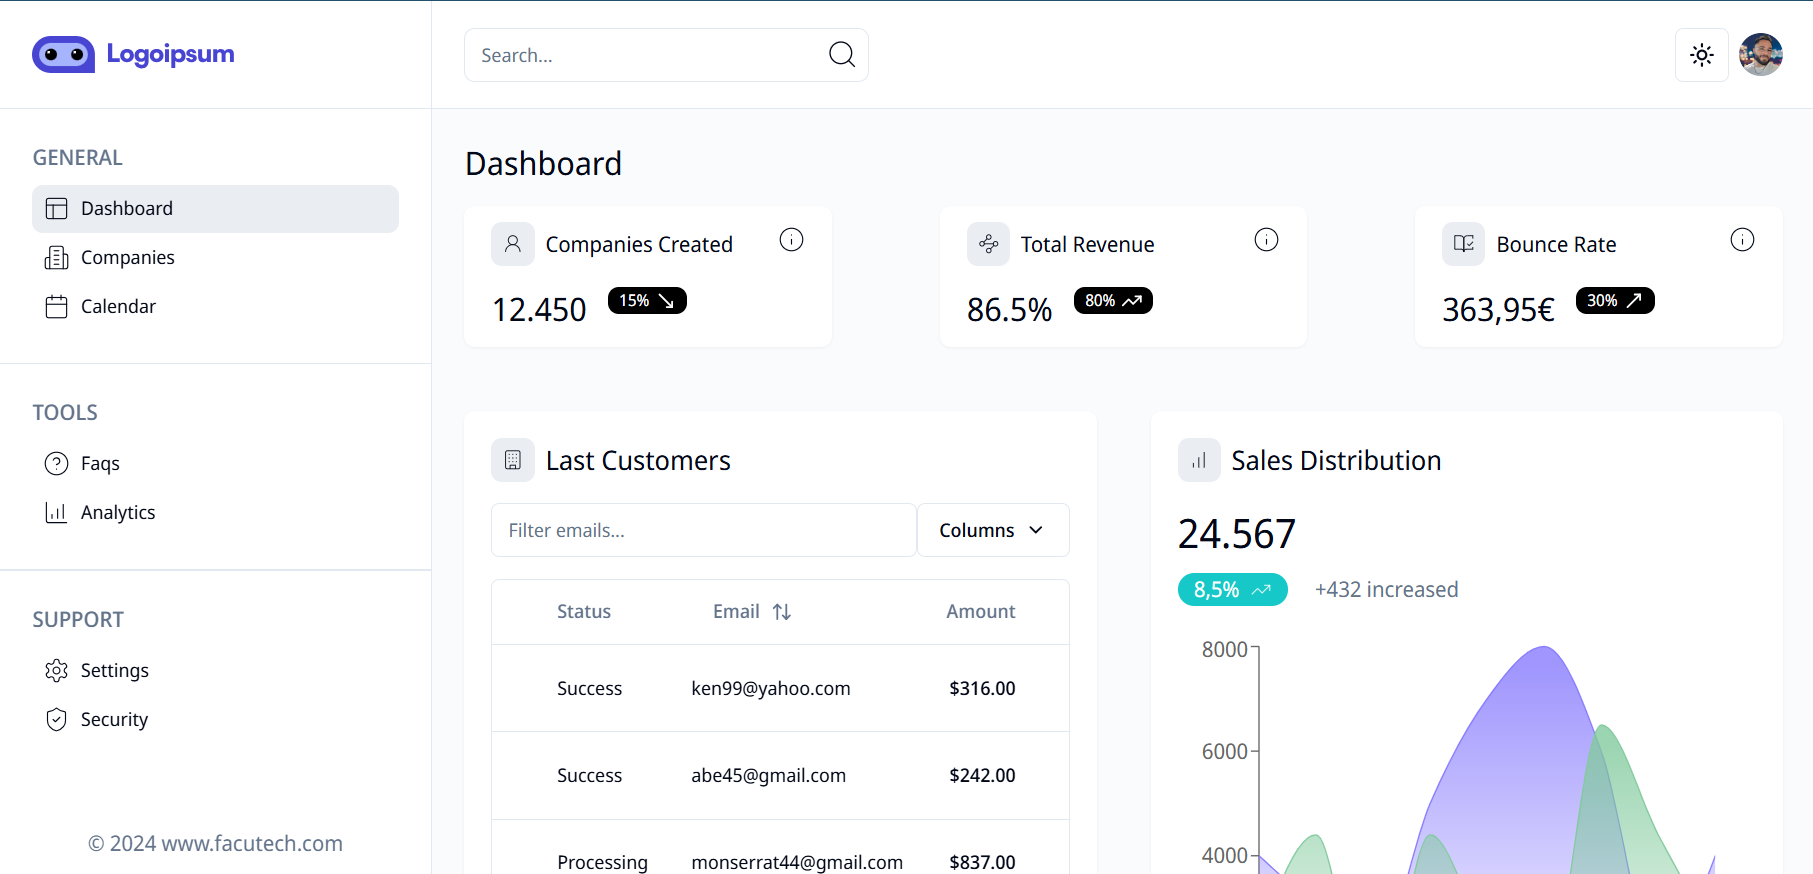 Logoipsum
Search...
GENERAL
Dashboard
Companies
Calendar
TOOLS
Faqs
Analytics
SUPPORT
Settings
Security
© 2024 www.facutech.com
Dashboard
Companies Created
12.450 15%
Total Revenue
86.5% 80%
Bounce Rate
363,95€ 30%
Last Customers
Filter emails... Columns
Status Email Amount
Success ken99@yahoo.com $316.00
Success abe45@gmail.com $242.00
Processing monserrat44@gmail.com $837.00
Sales Distribution
24.567
8,5% +432 increased
8000
6000
4000